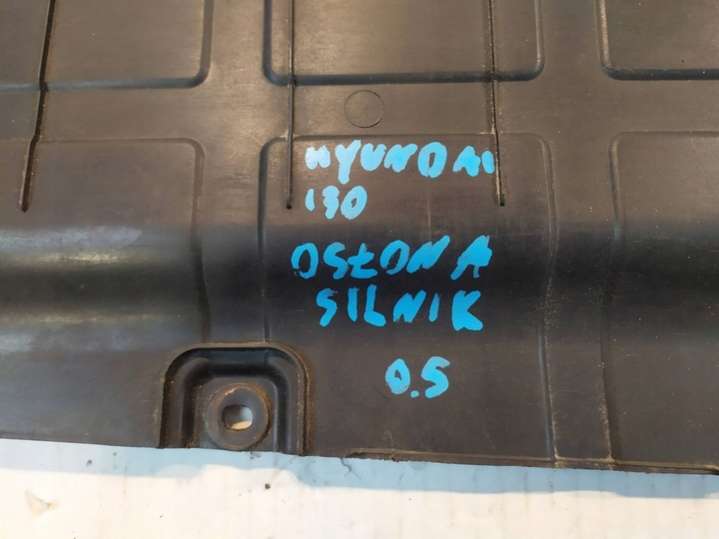 HYUNDAI
i30
OSŁONA
SILNIK
0.5